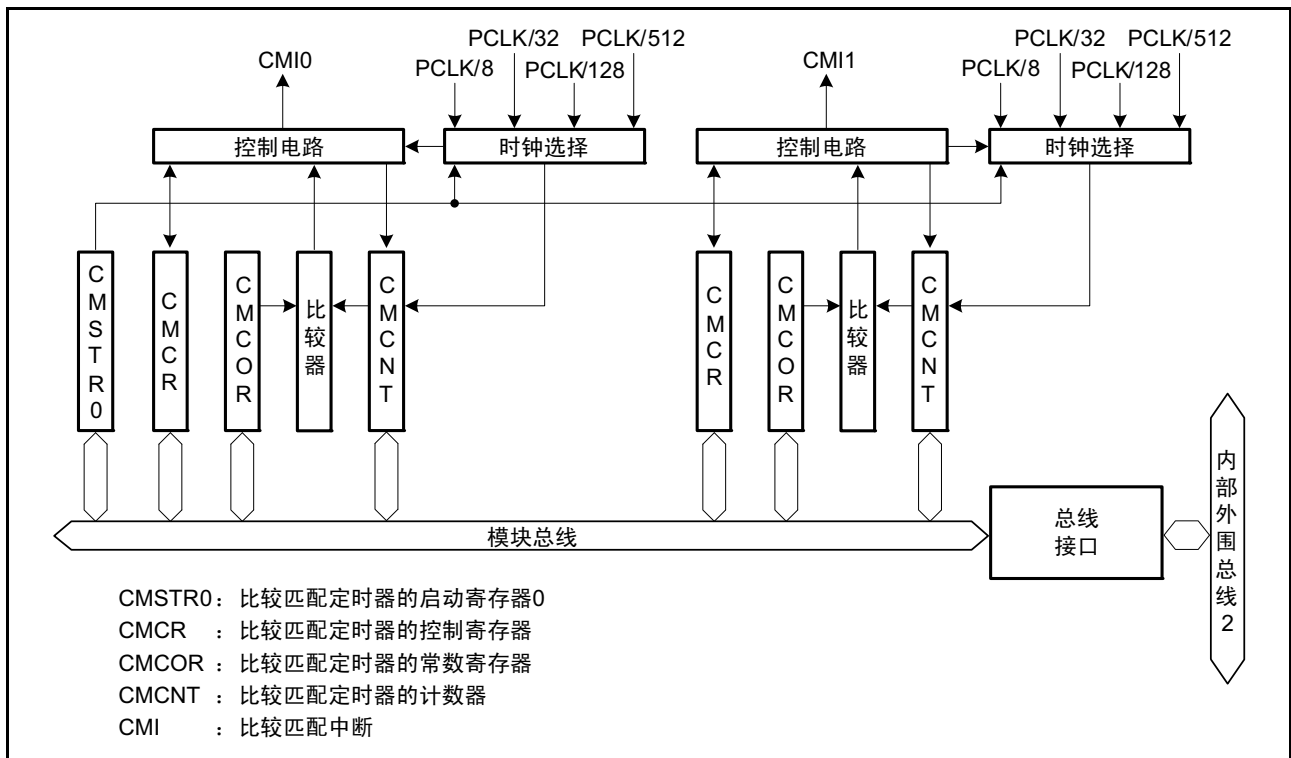 PCLK/32 PCLK/512
CMI0 PCLK/8 PCLK/128
PCLK/32 PCLK/512
CMI1 PCLK/8 PCLK/128
控制电路
时钟选择
控制电路
时钟选择
CMSTR0
CMCR
CMCOR
比较器
CMCNT
CMCR
CMCOR
比较器
CMCNT
模块总线
总线
接口
内部外围总线2
CMSTR0：比较匹配定时器的启动寄存器0
CMCR ：比较匹配定时器的控制寄存器
CMCOR ：比较匹配定时器的常数寄存器
CMCNT ：比较匹配定时器的计数器
CMI ：比较匹配中断